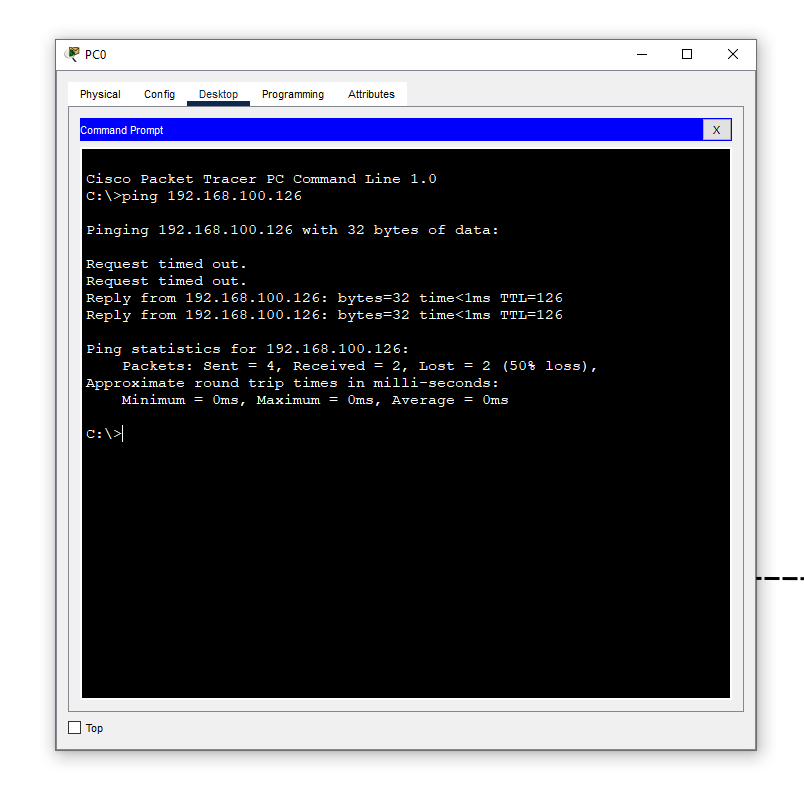 PC0
Physical Config Desktop Programming Attributes
Command Prompt X
Cisco Packet Tracer PC Command Line 1.0
C:\>ping 192.168.100.126
Pinging 192.168.100.126 with 32 bytes of data:
Request timed out.
Request timed out.
Reply from 192.168.100.126: bytes=32 time<1ms TTL=126
Reply from 192.168.100.126: bytes=32 time<1ms TTL=126
Ping statistics for 192.168.100.126:
Packets: Sent = 4, Received = 2, Lost = 2 (50% loss),
Approximate round trip times in milli-seconds:
Minimum = 0ms, Maximum = 0ms, Average = 0ms
C:\>
Top